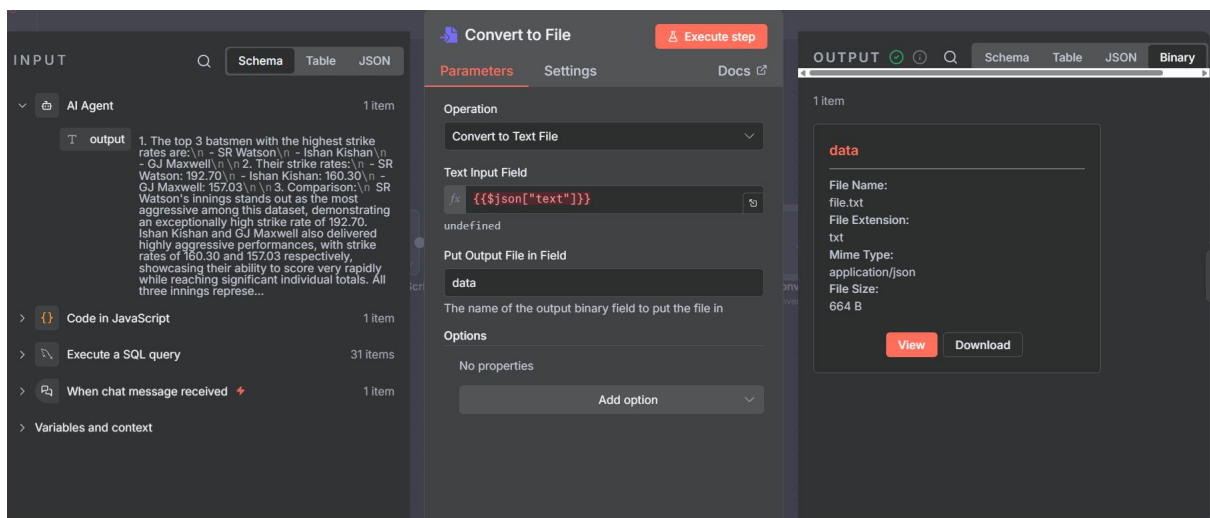 INPUT
Schema
Table
JSON
AI Agent
1 item
T output
1. The top 3 batsmen with the highest strike
rates are:\n - SR Watson\n - Ishan Kishan\n
- GJ Maxwell\n \n 2. Their strike rates:\n - SR
Watson: 192.70\n - Ishan Kishan: 160.30\n -
GJ Maxwell: 157.03\n \n 3. Comparison:\n SR
Watson's innings stands out as the most
aggressive among this dataset, demonstrating
an exceptionally high strike rate of 192.70.
Ishan Kishan and GJ Maxwell also delivered
highly aggressive performances, with strike
rates of 160.30 and 157.03 respectively,
showcasing their ability to score very rapidly
while reaching significant individual totals. All
three innings represe...
{} Code in JavaScript
1 item
Execute a SQL query
31 items
When chat message received
1 item
Variables and context
Convert to File
Execute step
Parameters
Settings
Docs
Operation
Convert to Text File
Text Input Field
fx {{$json["text"]}}
undefined
Put Output File in Field
data
The name of the output binary field to put the file in
Options
No properties
Add option
OUTPUT
Schema
Table
JSON
Binary
1 item
data
File Name:
file.txt
File Extension:
txt
Mime Type:
application/json
File Size:
664 B
View
Download